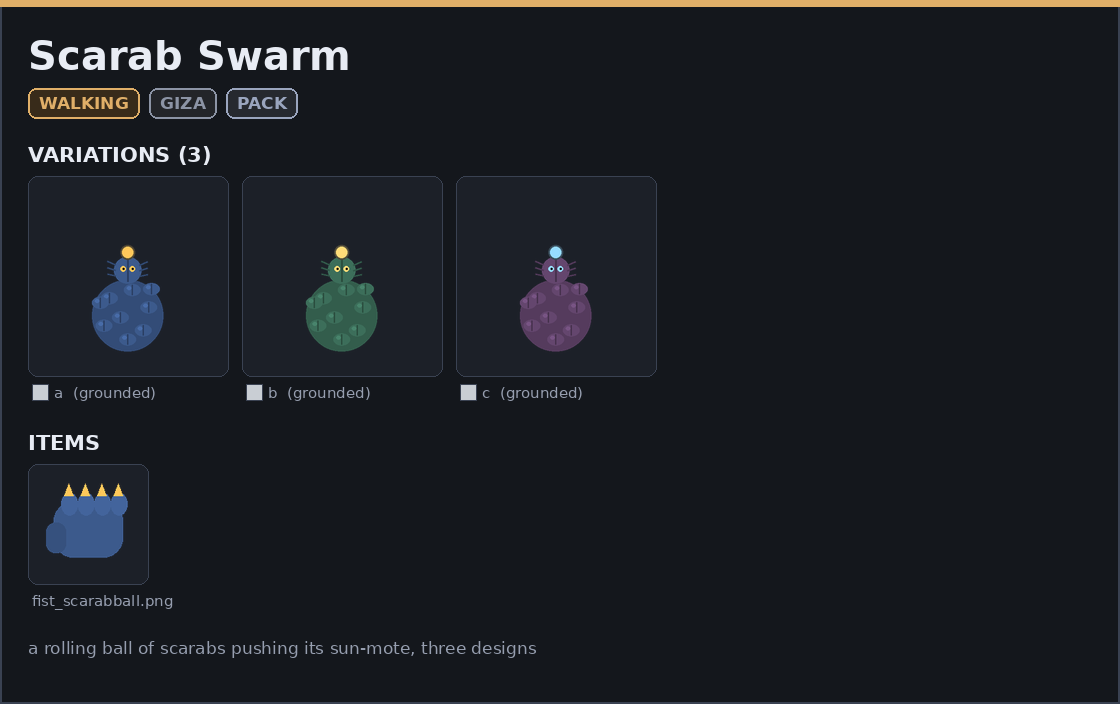 Scarab Swarm
WALKING GIZA PACK
VARIATIONS (3)
a (grounded) b (grounded) c (grounded)
ITEMS
fist_scarabball.png
a rolling ball of scarabs pushing its sun-mote, three designs